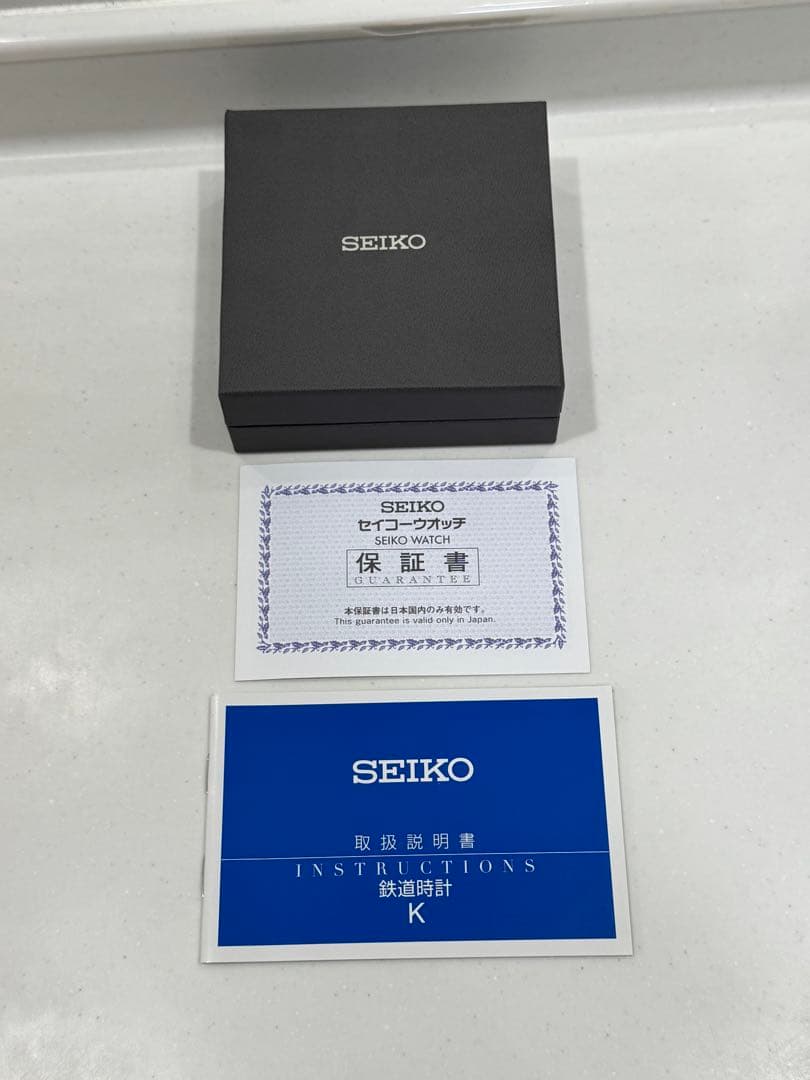 SEIKO
SEIKO
セイコーウオッチ
SEIKO WATCH
保証書
GUARANTEE
本保証書は日本国内のみ有効です。
This guarantee is valid only in Japan.
SEIKO
取扱説明書
INSTRUCTIONS
鉄道時計
K